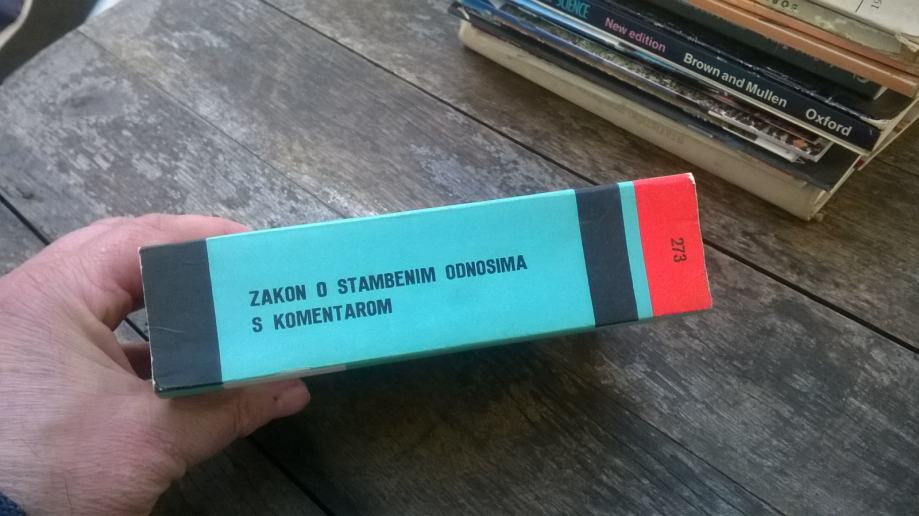 SCIENCE
New edition
Brown and Mullen
Oxford
ZAKON O STAMBENIM ODNOSIMA
S KOMENTAROM
273